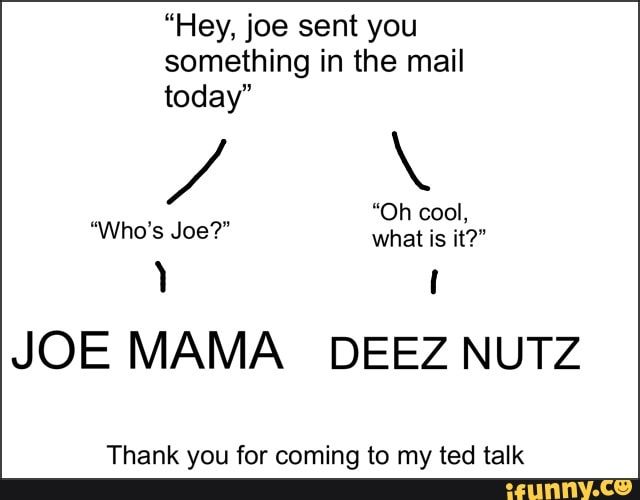 “Hey, joe sent you
something in the mail
today”
“Who’s Joe?”
“Oh cool,
what is it?”
JOE MAMA
DEEZ NUTZ
Thank you for coming to my ted talk
ifunny.co